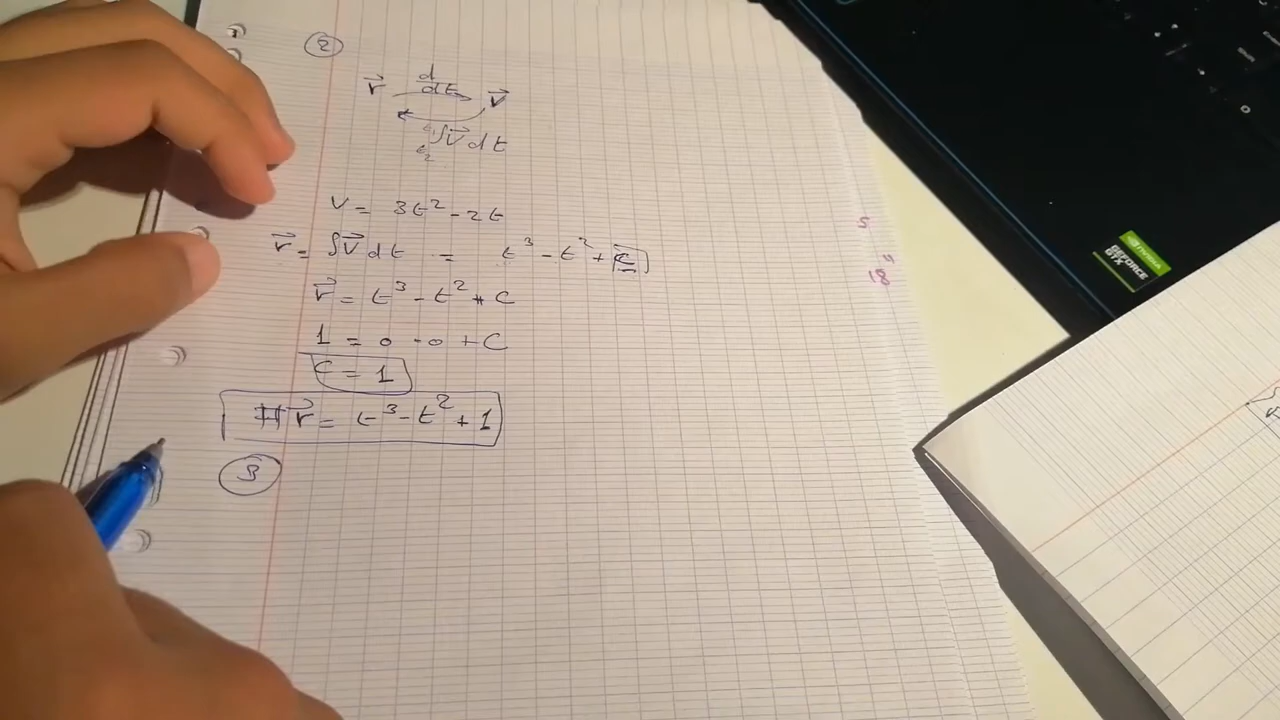 2
r⃗ d/dt v⃗
∫V⃗dt
V = 3t² - 2t
r⃗ = ∫V⃗dt = t³ - t² + C
r⃗ = t³ - t² + C
1 = 0 - 0 + C
C = 1
r⃗ = t³ - t² + 1
3
5
18
NVIDIA
GEFORCE
GTX